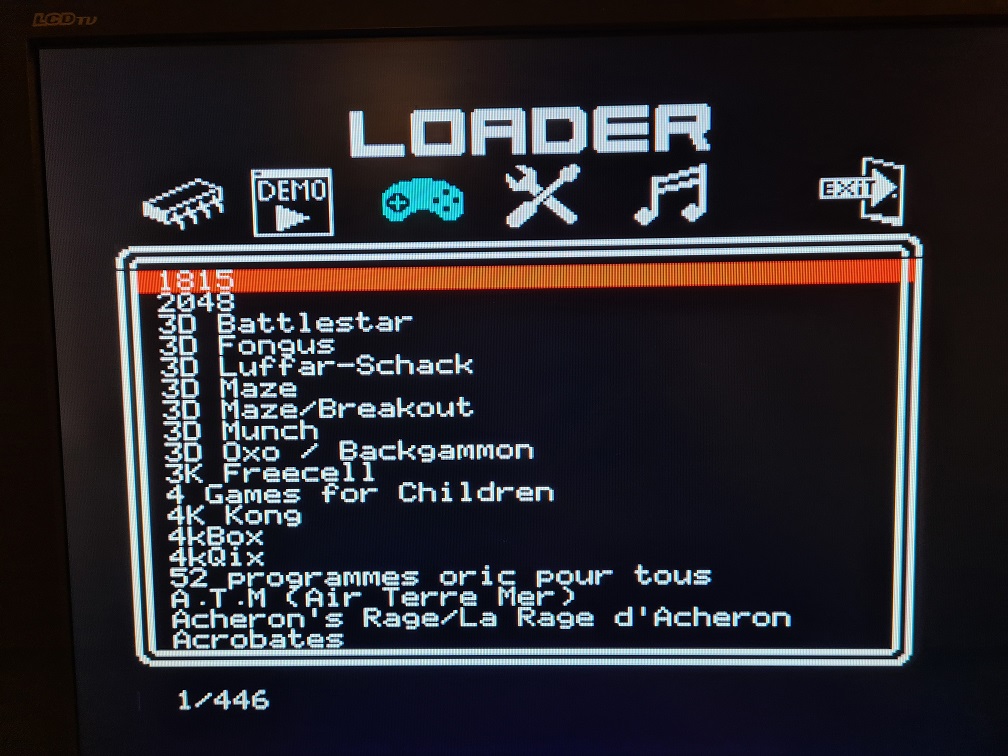 LCD TV
LOADER
DEMO
EXIT
1815
2048
3D Battlestar
3D Fongus
3D Luffar-Schack
3D Maze
3D Maze/Breakout
3D Munch
3D Oxo / Backgammon
3K Freecell
4 Games for Children
4K Kong
4kBox
4kQix
52 programmes oric pour tous
A.T.M (Air Terre Mer)
Acheron's Rage/La Rage d'Acheron
Acrobates
1/446